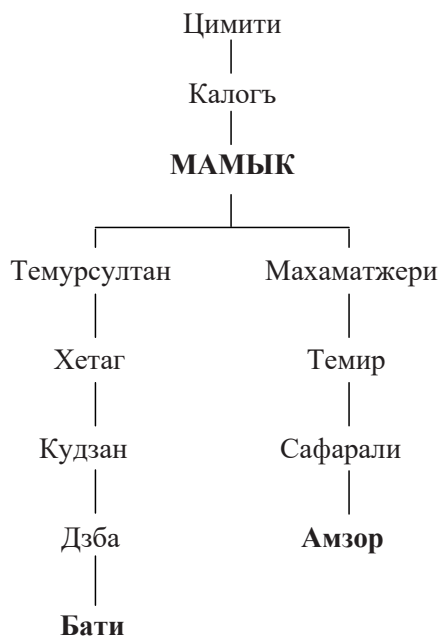 Цимити
Калогъ
МАМЫК
Темурсултан Махаматжери
Хетаг Темир
Кудзан Сафарали
Дзба Амзор
Бати